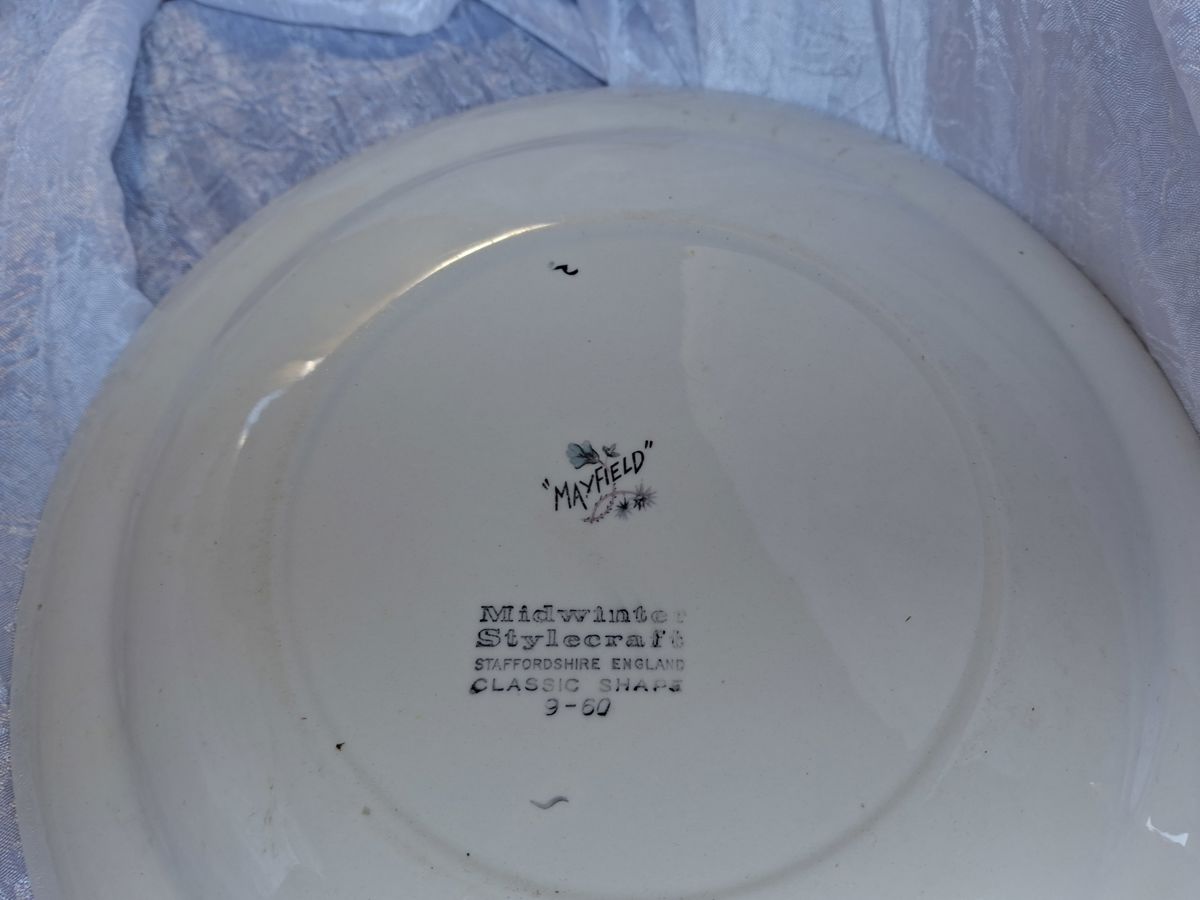 "MAYFIELD"
Midwinter
Stylecraft
STAFFORDSHIRE ENGLAND
CLASSIC SHAPE
9-60